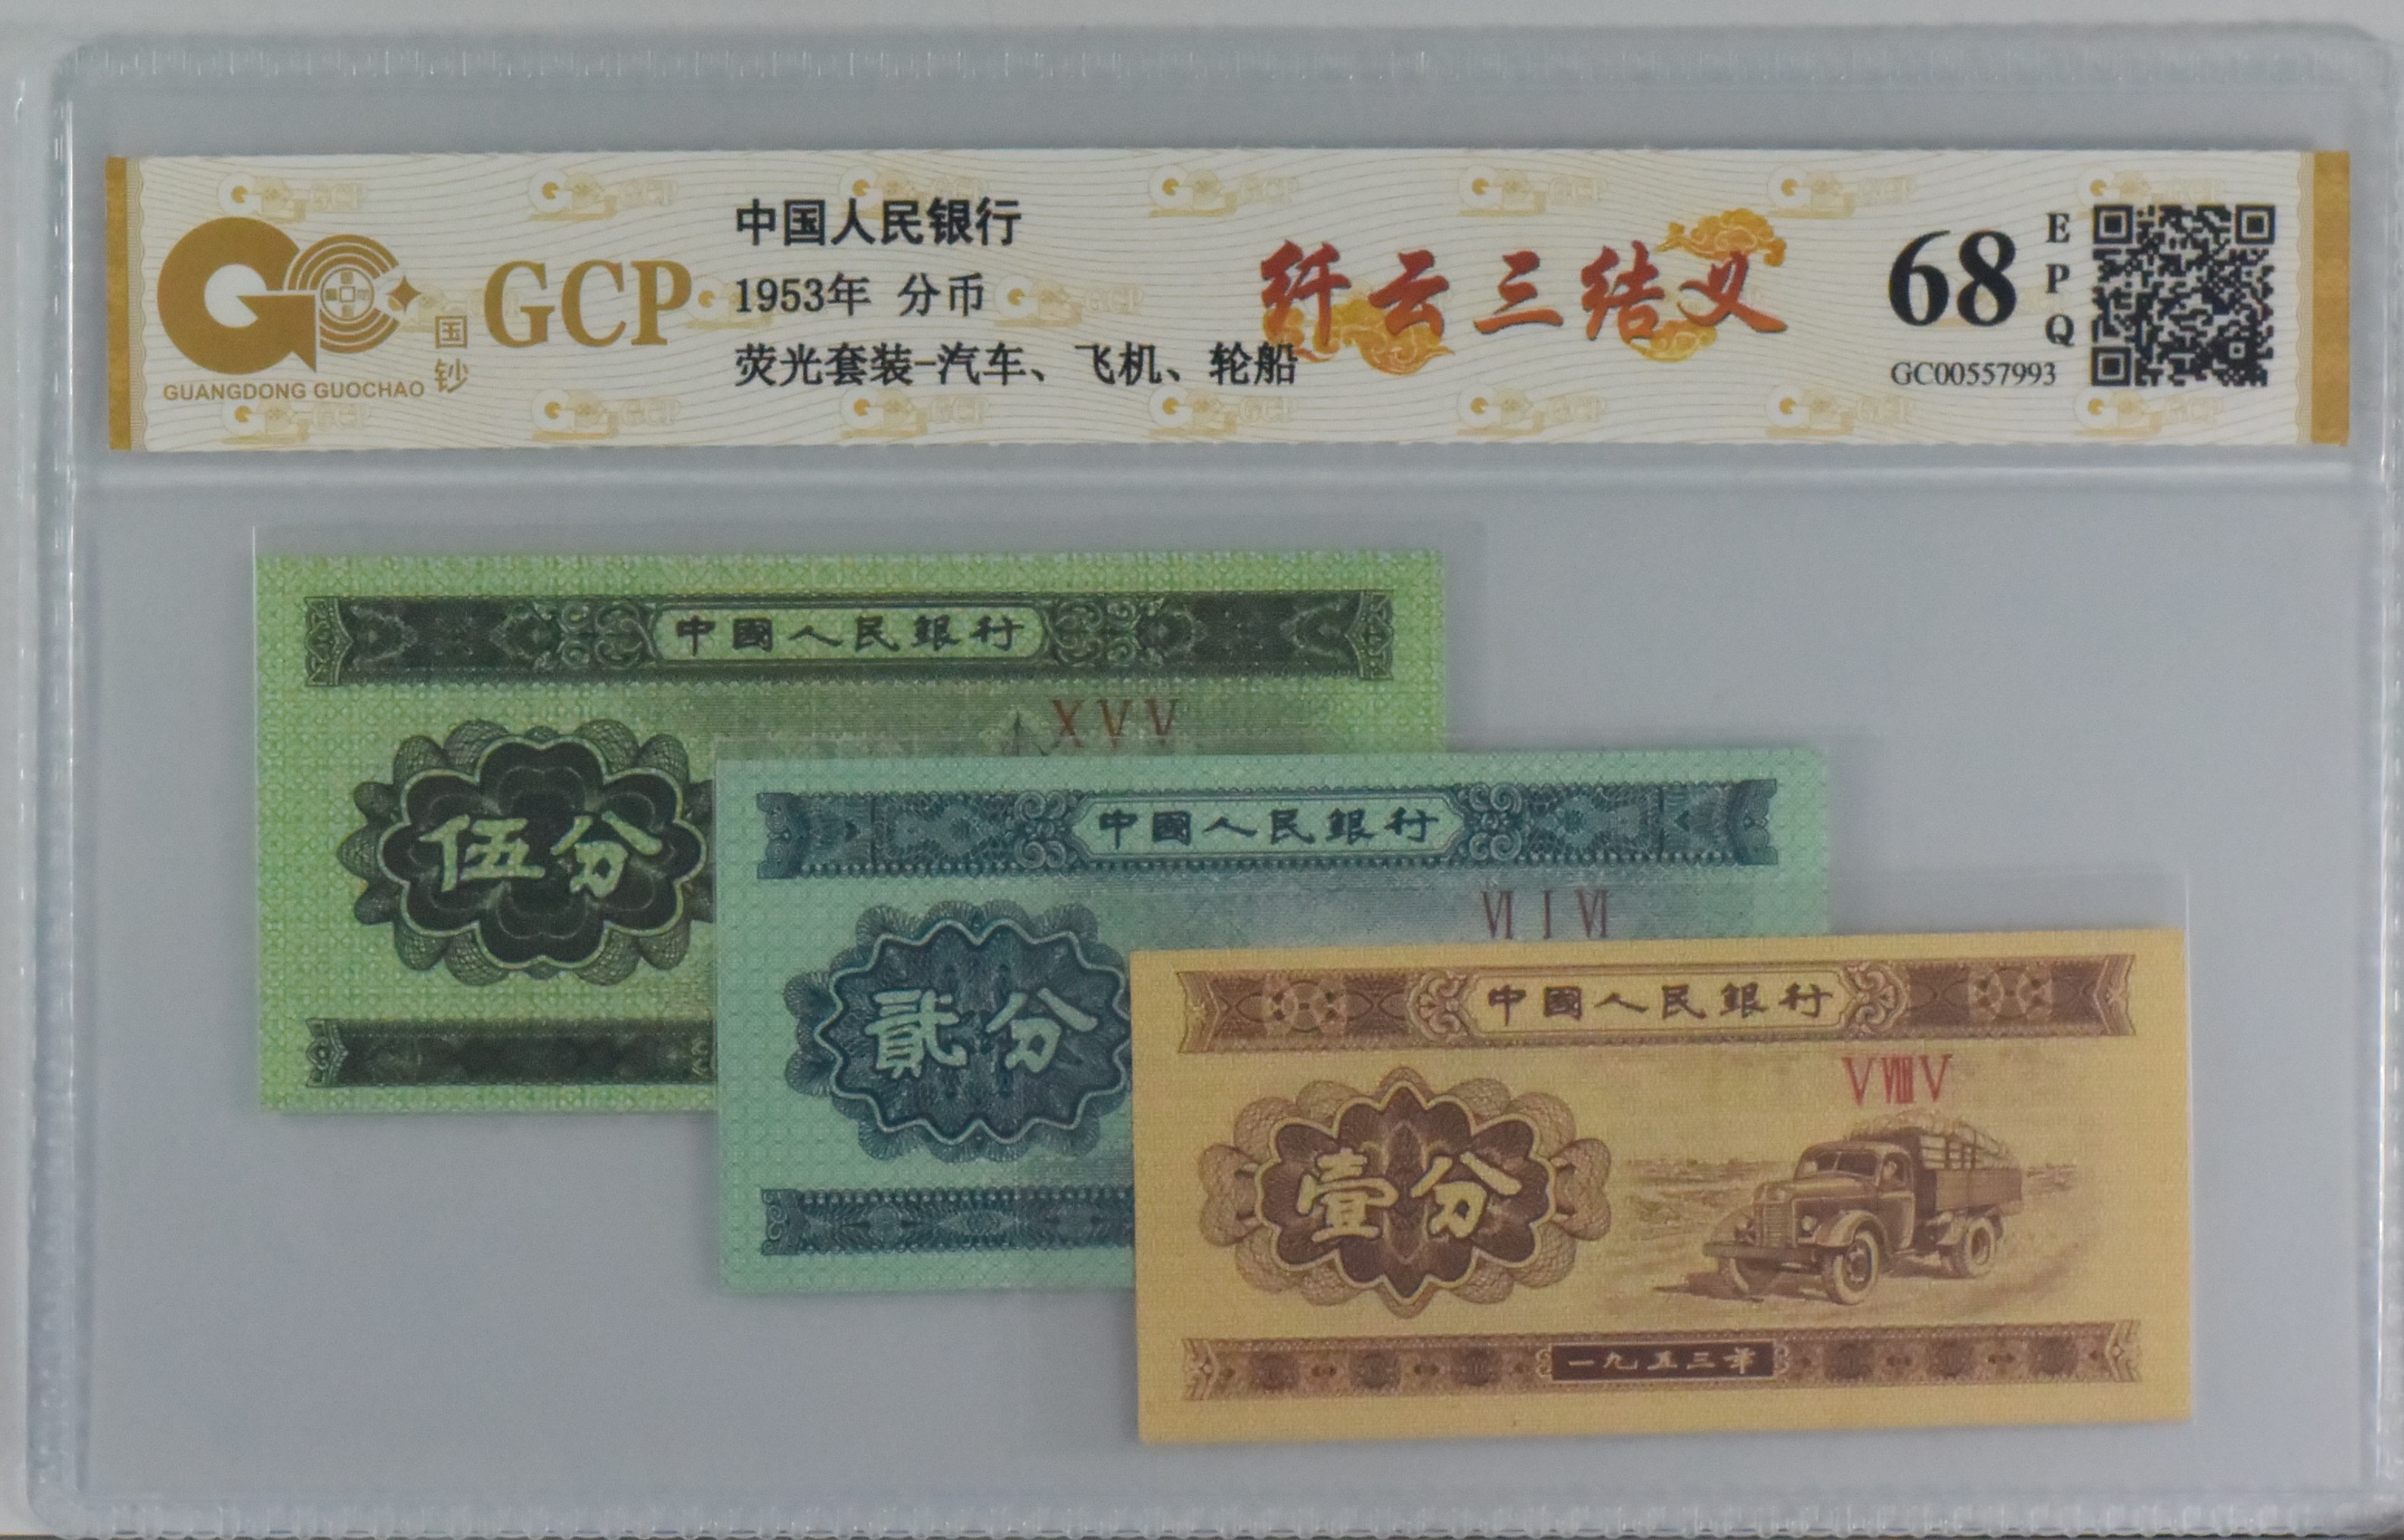 中国人民银行
1953年 分币
荧光套装-汽车、飞机、轮船
GCP
国钞
GUANGDONG GUOCHAO
纤云三结义
68
EPQ
GC00557993
中國人民銀行
XVV
伍分
中國人民銀行
VI I VI
貳分
中國人民銀行
V VIII V
壹分
一九五三年